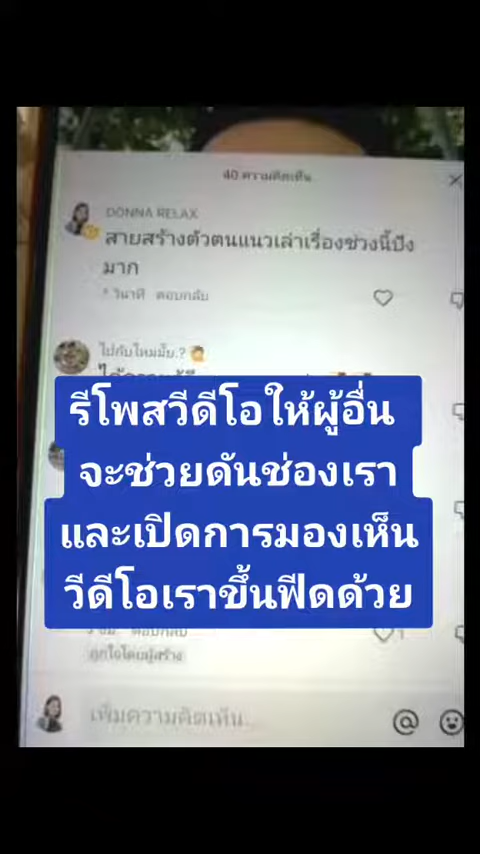 40 ความคิดเห็น
DONNA RELAX
สายสร้างตัวตนแนวเล่าเรื่องช่วงนี้ปัง
มาก
วินาที ตอบกลับ
ไปกับไหมมั้ย.?
รีโพสวีดีโอให้ผู้อื่น
จะช่วยดันช่องเรา
และเปิดการมองเห็น
วีดีโอเราขึ้นฟีดด้วย
ตอบกลับ
1
ถูกใจโดยผู้สร้าง
เพิ่มความคิดเห็น...